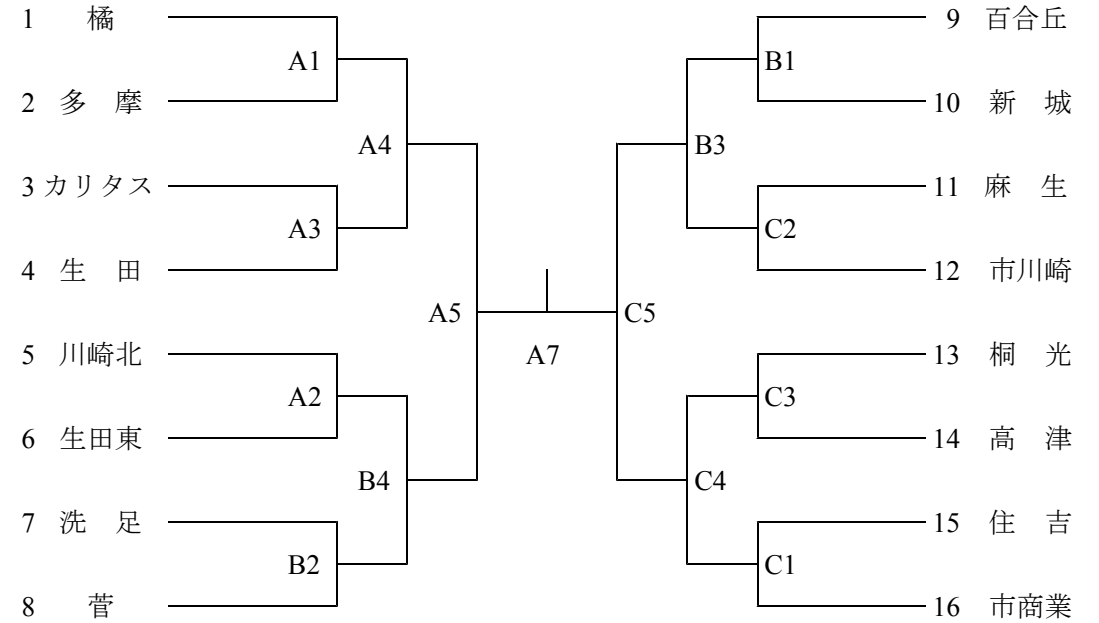 1 橘
A1
2 多 摩
A4
3 カリタス
A3
4 生 田
A5
5 川崎北
A2
6 生田東
B4
7 洗 足
B2
8 菅
A7
9 百合丘
B1
10 新 城
B3
11 麻 生
C2
12 市川崎
C5
13 桐 光
C3
14 高 津
C4
15 住 吉
C1
16 市商業